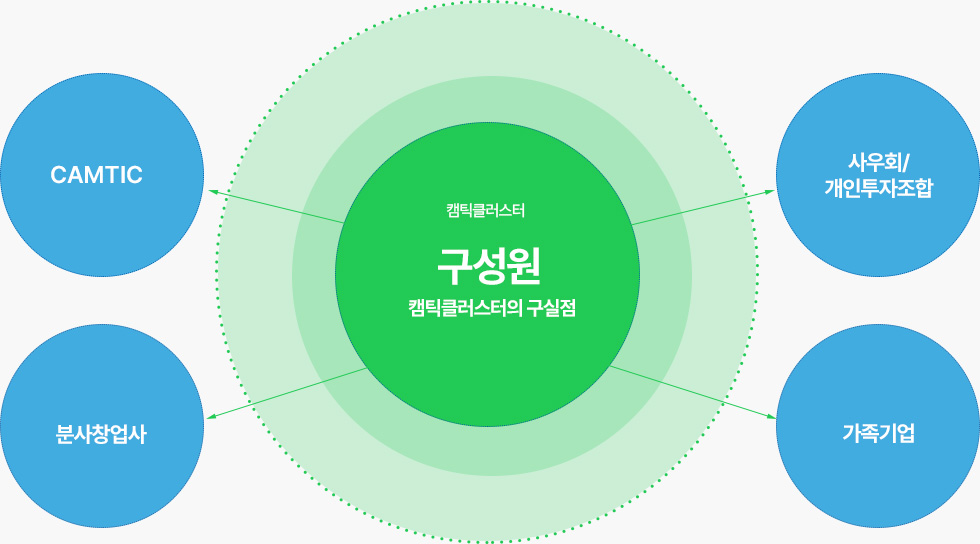 CAMTIC
사우회/
개인투자조합
캠틱클러스터
구성원
캠틱클러스터의 구실점
분사창업사
가족기업